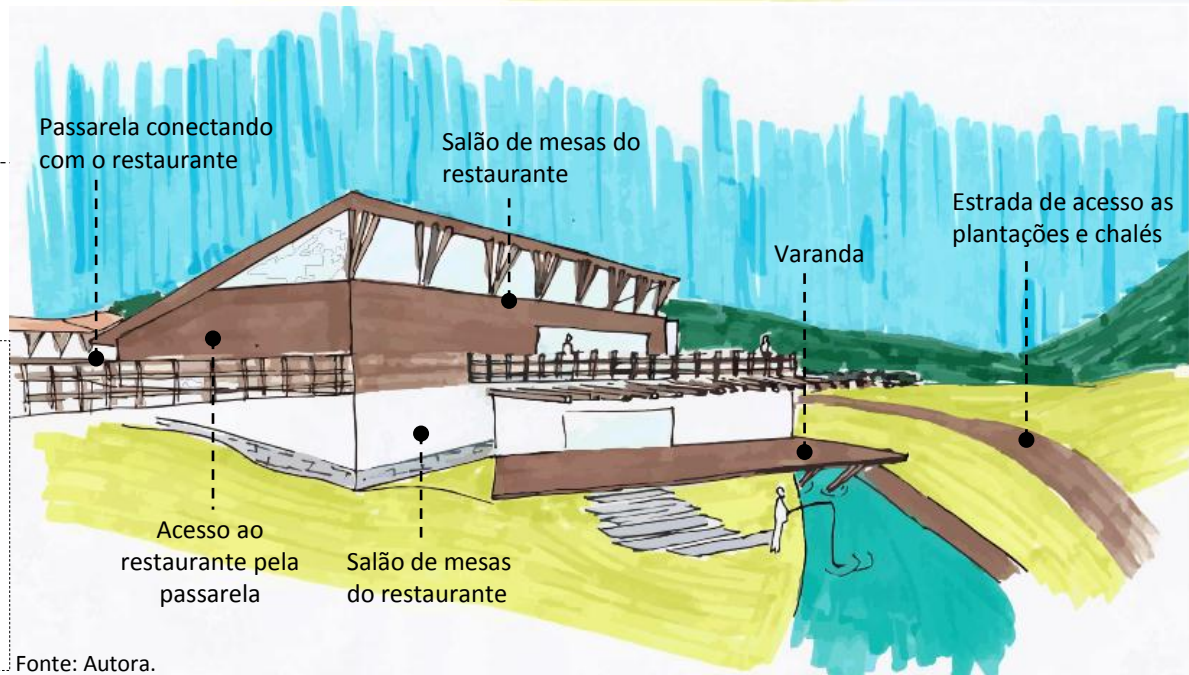 Passarela conectando
com o restaurante
Salão de mesas do
restaurante
Varanda
Estrada de acesso as
plantações e chalés
Acesso ao
restaurante pela
passarela
Salão de mesas
do restaurante
Fonte: Autora.